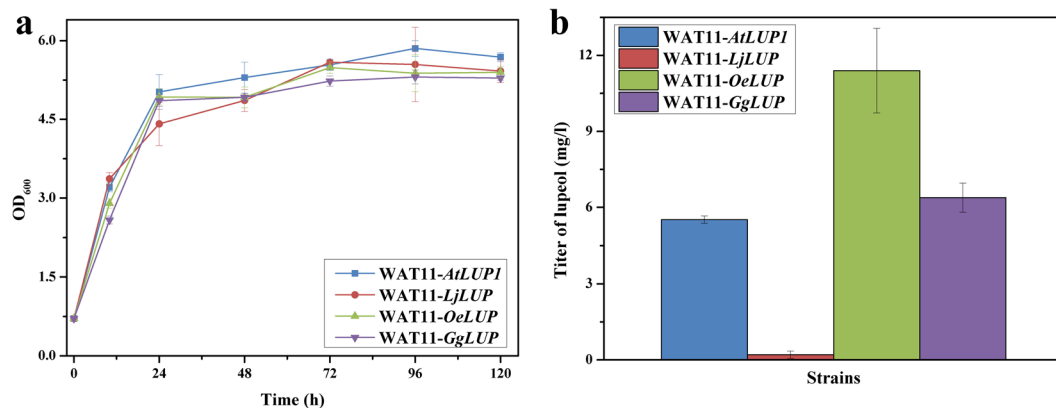 a
6.0
4.5
3.0
1.5
0.0
OD600
0
24
48
72
96
120
Time (h)
WAT11-AtLUP1
WAT11-LjLUP
WAT11-OeLUP
WAT11-GgLUP
b
12
9
6
3
0
Titer of lupeol (mg/l)
Strains
WAT11-AtLUP1
WAT11-LjLUP
WAT11-OeLUP
WAT11-GgLUP